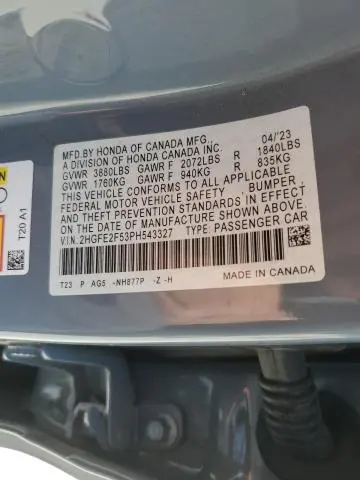 MFD.BY HONDA OF CANADA MFG., 04/23
A DIVISION OF HONDA CANADA INC.
GVWR 3880LBS GAWR F 2072LBS R 1840LBS
GVWR 1760KG GAWR F 940KG R 835KG
THIS VEHICLE CONFORMS TO ALL APPLICABLE
FEDERAL MOTOR VEHICLE SAFETY, BUMPER,
AND THEFT PREVENTION STANDARDS IN EFFECT
ON THE DATE OF MANUFACTURE SHOWN ABOVE.
V.I.N. 2HGFE2F53PH543327 TYPE: PASSENGER CAR
T23 P AG5 -NH877P -Z -H MADE IN CANADA
T20 A1